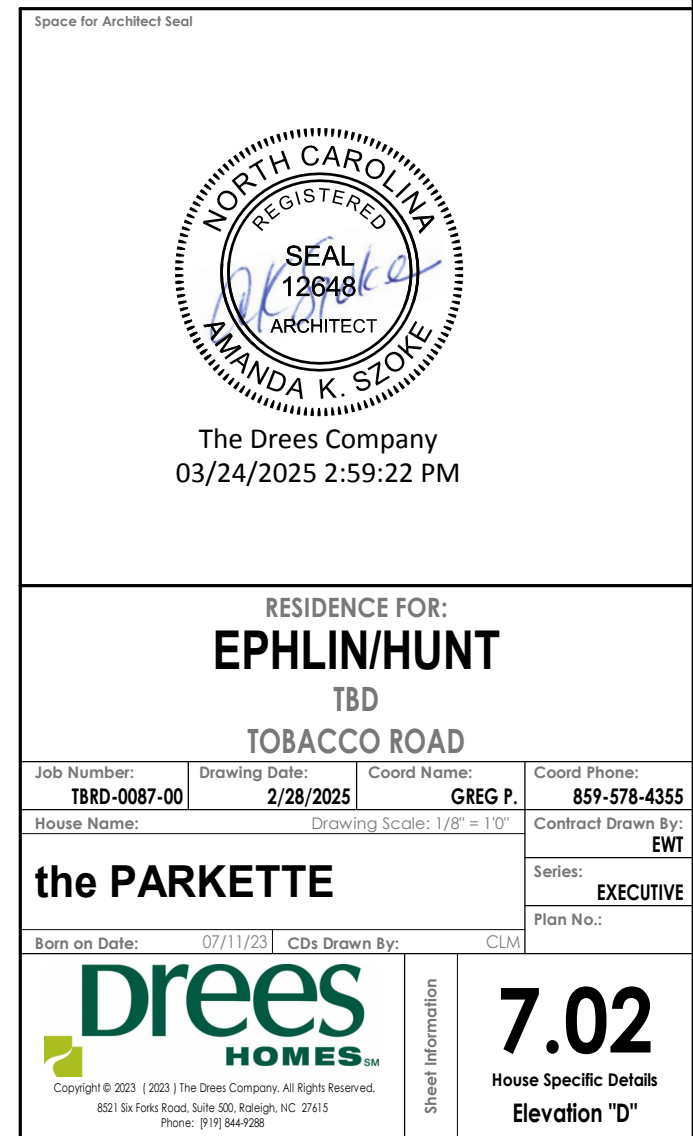 Space for Architect Seal
NORTH CAROLINA
REGISTERED
SEAL
12648
ARCHITECT
AMANDA K. SZOKE
The Drees Company
03/24/2025 2:59:22 PM
RESIDENCE FOR:
EPHLIN/HUNT
TBD
TOBACCO ROAD
Job Number: Drawing Date: Coord Name: Coord Phone:
TBRD-0087-00 2/28/2025 GREG P. 859-578-4355
House Name: Drawing Scale: 1/8" = 1'0" Contract Drawn By:
EWT
the PARKETTE
Series:
EXECUTIVE
Plan No.:
Born on Date: 07/11/23 CDs Drawn By: CLM
Drees
HOMES SM
Copyright © 2023 ( 2023 ) The Drees Company. All Rights Reserved.
8521 Six Forks Road, Suite 500, Raleigh, NC 27615
Phone: [919] 844-9288
Sheet Information
7.02
House Specific Details
Elevation "D"